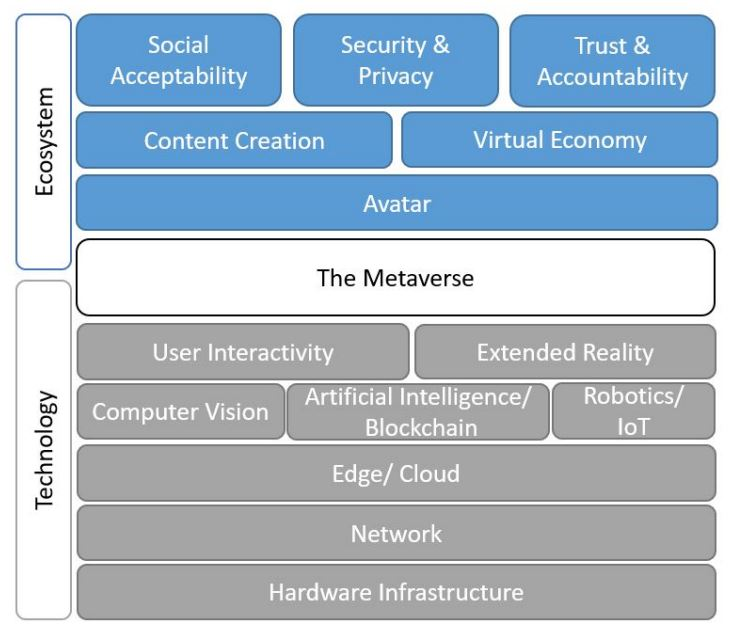 Ecosystem
Social
Acceptability
Security &
Privacy
Trust &
Accountability
Content Creation
Virtual Economy
Avatar
The Metaverse
Technology
User Interactivity
Extended Reality
Computer Vision
Artificial Intelligence/
Blockchain
Robotics/
IoT
Edge/ Cloud
Network
Hardware Infrastructure